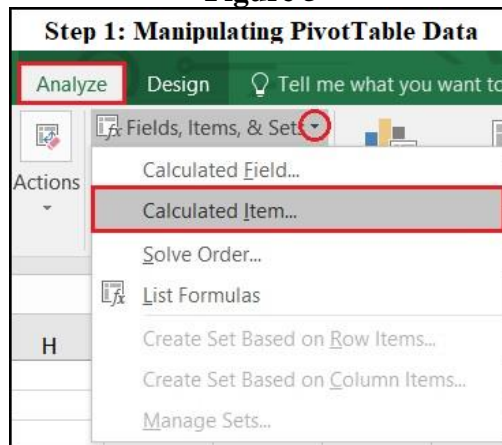 Step 1: Manipulating PivotTable Data
Analyze Design Tell me what you want to
fx Fields, Items, & Sets
Actions
Calculated Field...
Calculated Item...
Solve Order...
fx List Formulas
H
Create Set Based on Row Items...
Create Set Based on Column Items...
Manage Sets...